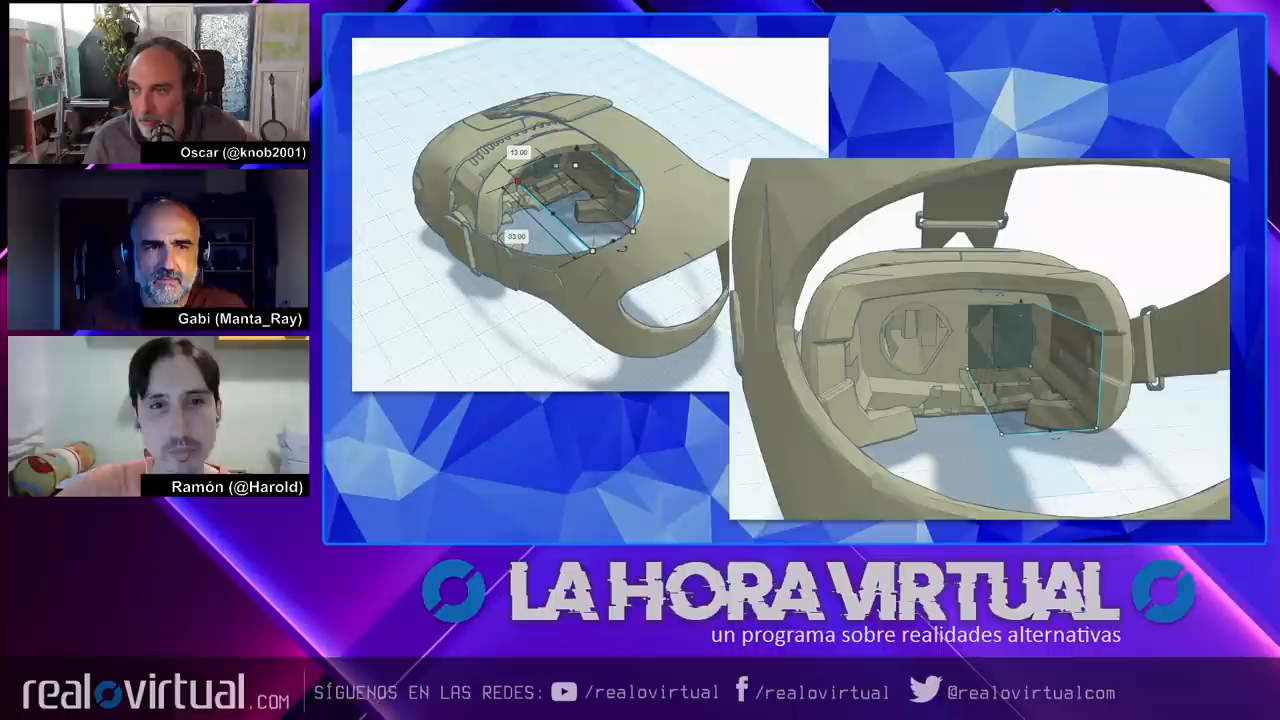 Oscar (@knob2001)
Gabi (Manta_Ray)
Ramón (@Harold)
13.00
33.00
LA HORA VIRTUAL
un programa sobre realidades alternativas
realovirtual.com
SÍGUENOS EN LAS REDES: /realovirtual /realovirtual @realovirtualcom